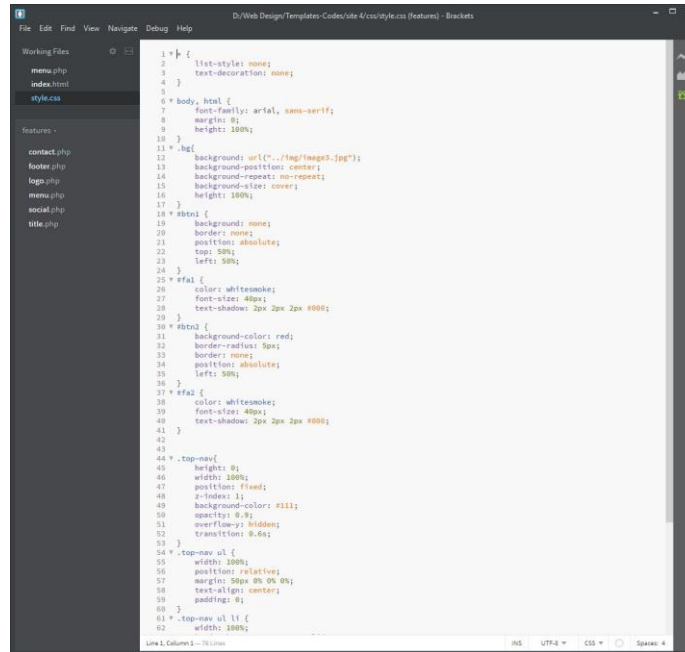 D:/Web Design/Templates-Codes/site 4/css/style.css (features) - Brackets
File Edit Find View Navigate Debug Help
Working Files
menu.php
index.html
style.css
features
contact.php
footer.php
logo.php
menu.php
social.php
title.php
1 * {
2 list-style: none;
3 text-decoration: none;
4 }
5
6 body, html {
7 font-family: arial, sans-serif;
8 margin: 0;
9 height: 100%;
10 }
11 .bg{
12 background: url("../img/image3.jpg");
13 background-position: center;
14 background-repeat: no-repeat;
15 background-size: cover;
16 height: 100%;
17 }
18 #btn1 {
19 background: none;
20 border: none;
21 position: absolute;
22 top: 50%;
23 left: 50%;
24 }
25 #fa1 {
26 color: whitesmoke;
27 font-size: 40px;
28 text-shadow: 2px 2px 2px #000;
29 }
30 #btn2 {
31 background-color: red;
32 border-radius: 5px;
33 border: none;
34 position: absolute;
35 left: 50%;
36 }
37 #fa2 {
38 color: whitesmoke;
39 font-size: 40px;
40 text-shadow: 2px 2px 2px #000;
41 }
42
43
44 .top-nav{
45 height: 0;
46 width: 100%;
47 position: fixed;
48 z-index: 1;
49 background-color: #111;
50 opacity: 0.9;
51 overflow-y: hidden;
52 transition: 0.6s;
53 }
54 .top-nav ul {
55 width: 100%;
56 position: relative;
57 margin: 50px 0% 0% 0%;
58 text-align: center;
59 padding: 0;
60 }
61 .top-nav ul li {
62 width: 100%;
Line 1, Column 1 — 76 Lines
INS UTF-8 CSS Spaces: 4